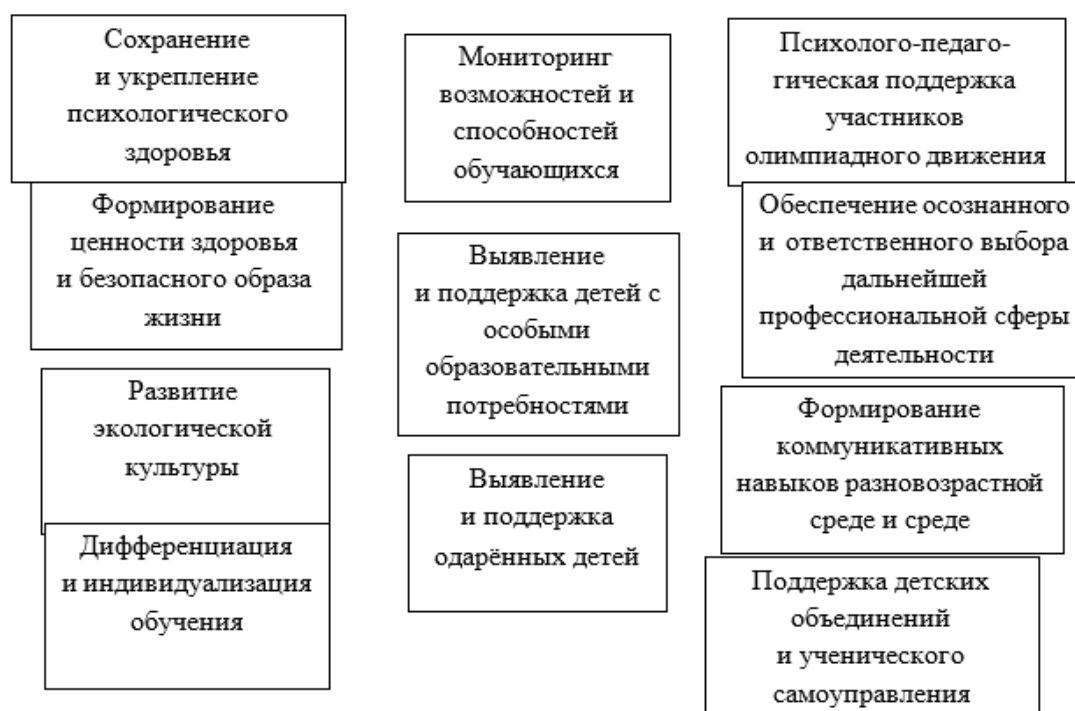 Сохранение
и укрепление
психологического
здоровья
Формирование
ценности здоровья
и безопасного образа
жизни
Развитие
экологической
культуры
Дифференциация
и индивидуализация
обучения
Мониторинг
возможностей и
способностей
обучающихся
Выявление
и поддержка детей с
особыми
образовательными
потребностями
Выявление
и поддержка
одарённых детей
Психолого-педаго-
гическая поддержка
участников
олимпиадного движения
Обеспечение осознанного
и ответственного выбора
дальнейшей
профессиональной сферы
деятельности
Формирование
коммуникативных
навыков разновозрастной
среде и среде
Поддержка детских
объединений
и ученического
самоуправления